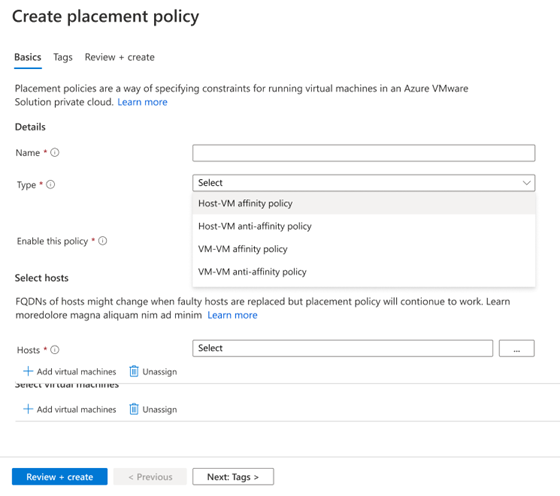 Create placement policy
Basics Tags Review + create
Placement policies are a way of specifying constraints for running virtual machines in an Azure VMware
Solution private cloud. Learn more
Details
Name *
Type * Select
Host-VM affinity policy
Host-VM anti-affinity policy
VM-VM affinity policy
VM-VM anti-affinity policy
Enable this policy *
Select hosts
FQDNs of hosts might change when faulty hosts are replaced but placement policy will contionue to work. Learn
moredolore magna aliquam nim ad minim Learn more
Hosts * Select ...
+ Add virtual machines Unassign
Select virtual machines
+ Add virtual machines Unassign
Review + create < Previous Next: Tags >